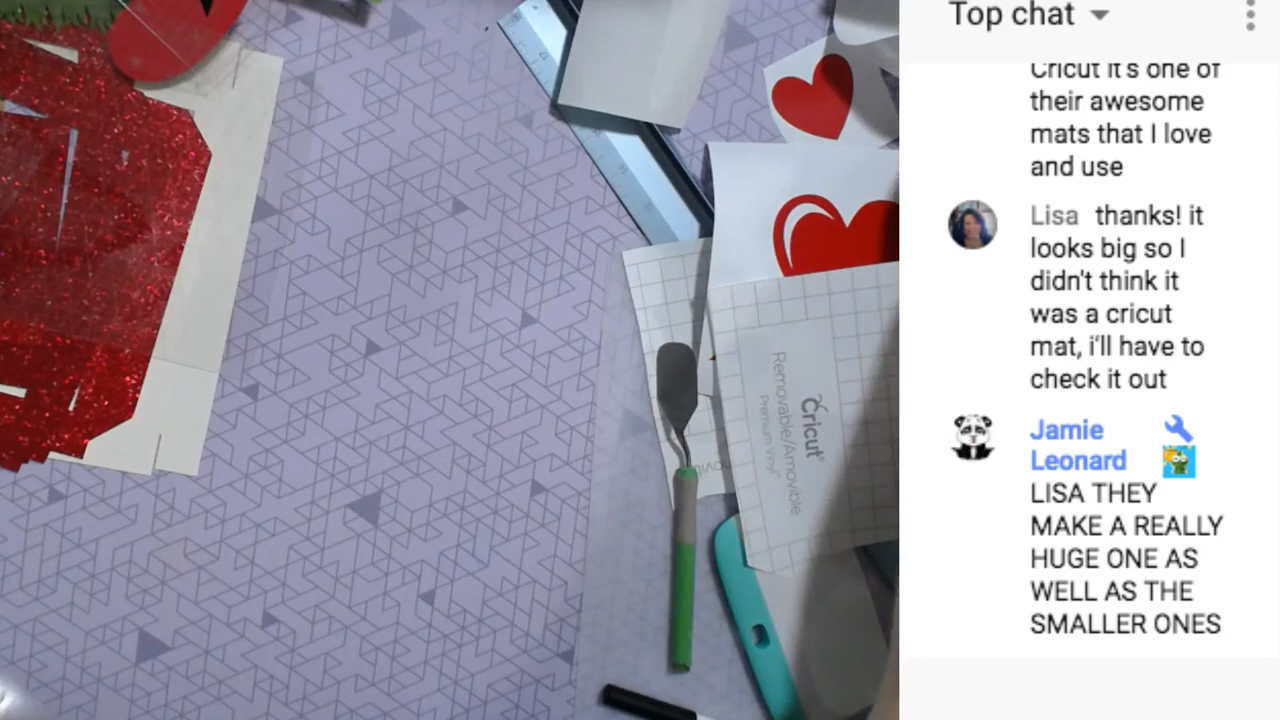 Top chat
Cricut it's one of
their awesome
mats that I love
and use
Lisa thanks! it
looks big so I
didn't think it
was a cricut
mat, i'll have to
check it out
Jamie
Leonard
LISA THEY
MAKE A REALLY
HUGE ONE AS
WELL AS THE
SMALLER ONES
Cricut
Removable/Amovible
Premium Vinyl